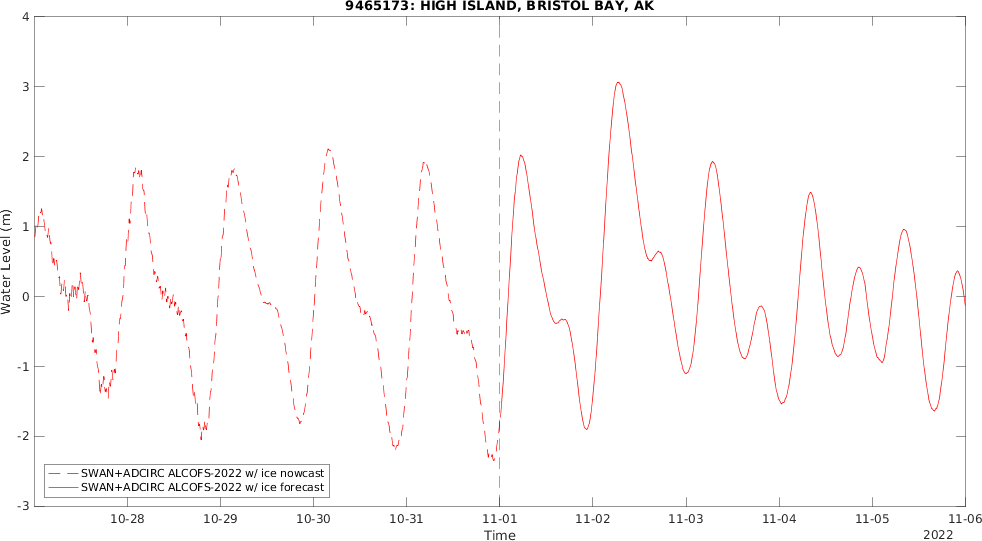 9465173: HIGH ISLAND, BRISTOL BAY, AK
Water Level (m)
4
3
2
1
0
-1
-2
-3
SWAN+ADCIRC ALCOFS-2022 w/ ice nowcast
SWAN+ADCIRC ALCOFS-2022 w/ ice forecast
10-28 10-29 10-30 10-31 11-01 11-02 11-03 11-04 11-05 11-06
Time
2022